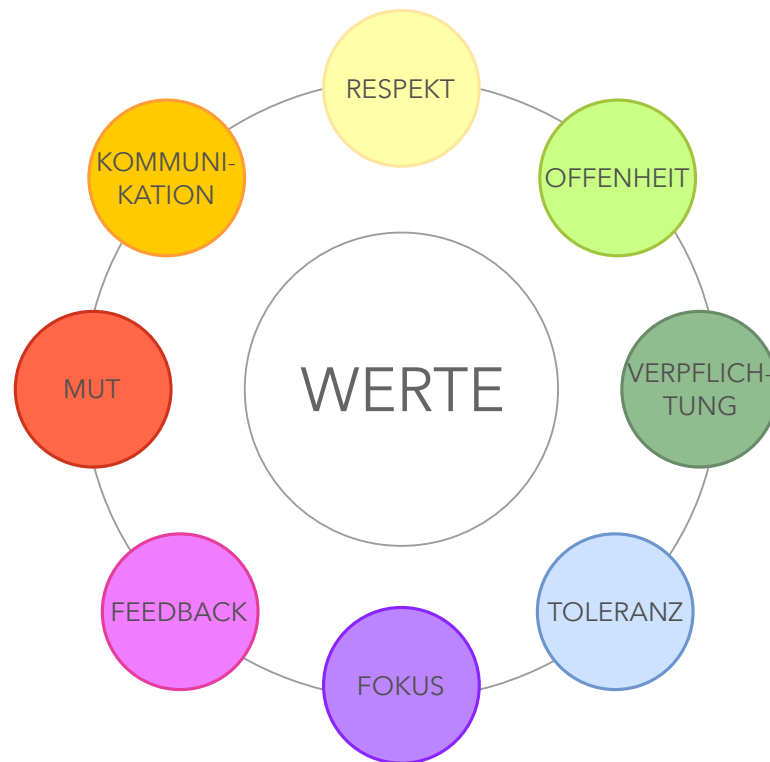 RESPEKT
OFFENHEIT
VERPFLICH-
TUNG
TOLERANZ
FOKUS
FEEDBACK
MUT
KOMMUNI-
KATION
WERTE